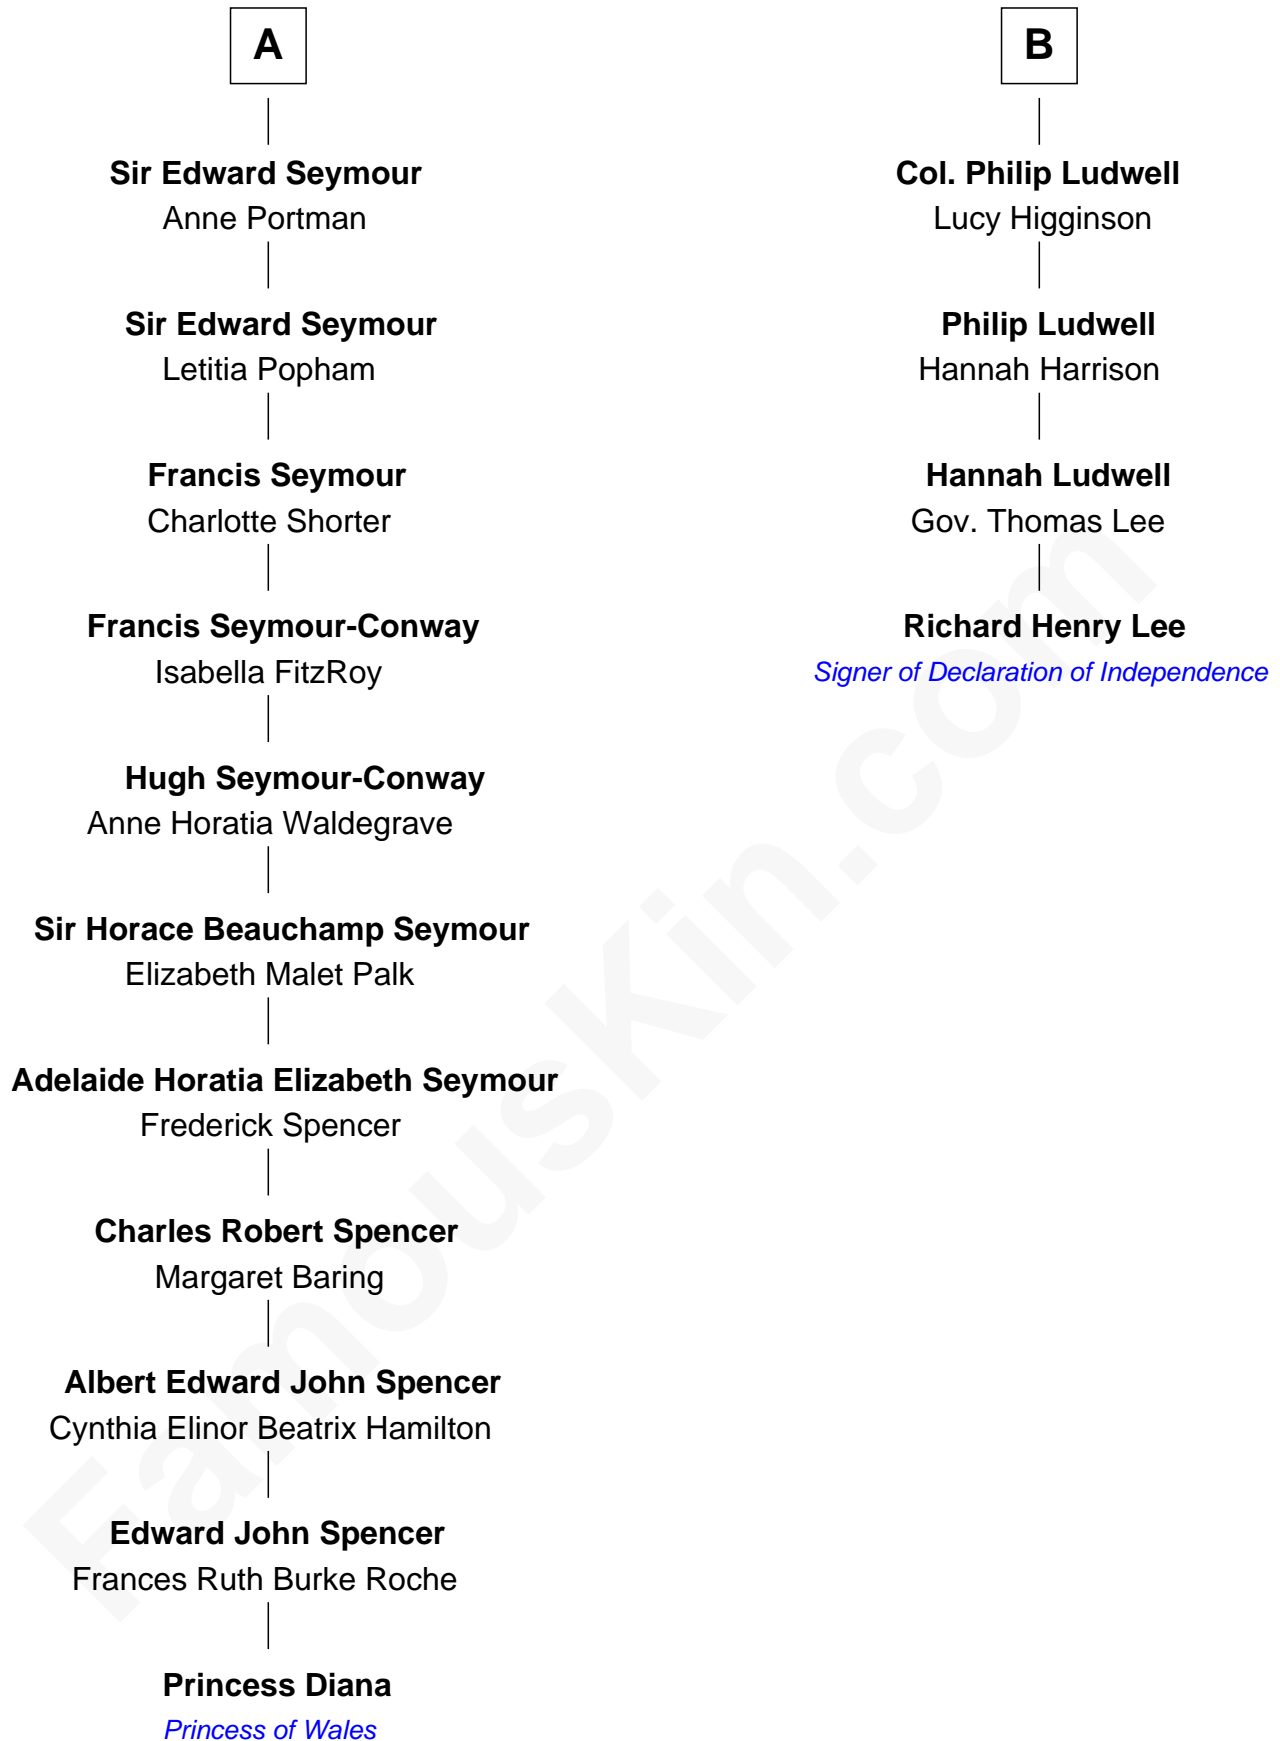 A
Sir Edward Seymour
Anne Portman
Sir Edward Seymour
Letitia Popham
Francis Seymour
Charlotte Shorter
Francis Seymour-Conway
Isabella FitzRoy
Hugh Seymour-Conway
Anne Horatia Waldegrave
Sir Horace Beauchamp Seymour
Elizabeth Malet Palk
Adelaide Horatia Elizabeth Seymour
Frederick Spencer
Charles Robert Spencer
Margaret Baring
Albert Edward John Spencer
Cynthia Elinor Beatrix Hamilton
Edward John Spencer
Frances Ruth Burke Roche
Princess Diana
Princess of Wales
B
Col. Philip Ludwell
Lucy Higginson
Philip Ludwell
Hannah Harrison
Hannah Ludwell
Gov. Thomas Lee
Richard Henry Lee
Signer of Declaration of Independence
FamousKin.com